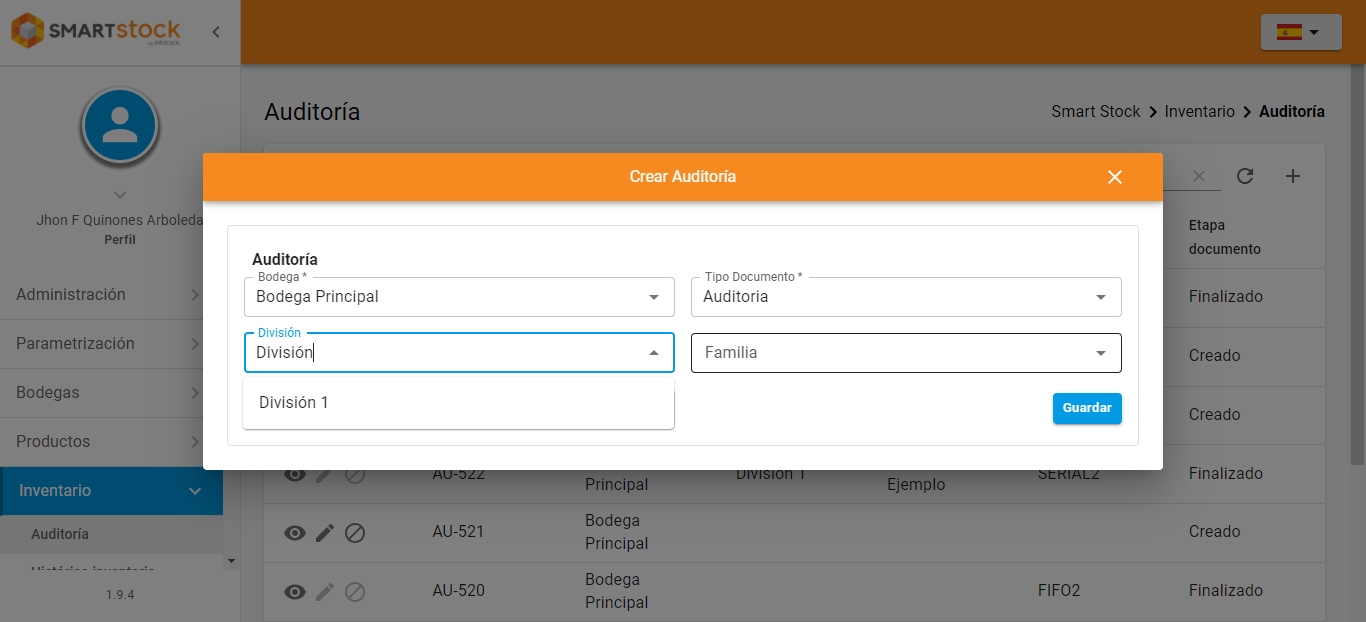 SMARTstock
by infotrack
Auditoría
Smart Stock
Inventario
Auditoría
Jhon F Quinones Arboleda
Perfil
Administración
Parametrización
Bodegas
Productos
Inventario
Auditoría
1.9.4
Crear Auditoría
Auditoría
Bodega *
Bodega Principal
Tipo Documento *
Auditoria
División
División
Familia
División 1
Guardar
Etapa
documento
Finalizado
Creado
Creado
AU-522
Principal
División 1
Ejemplo
SERIAL2
Finalizado
AU-521
Bodega
Principal
Creado
AU-520
Bodega
Principal
FIFO2
Finalizado